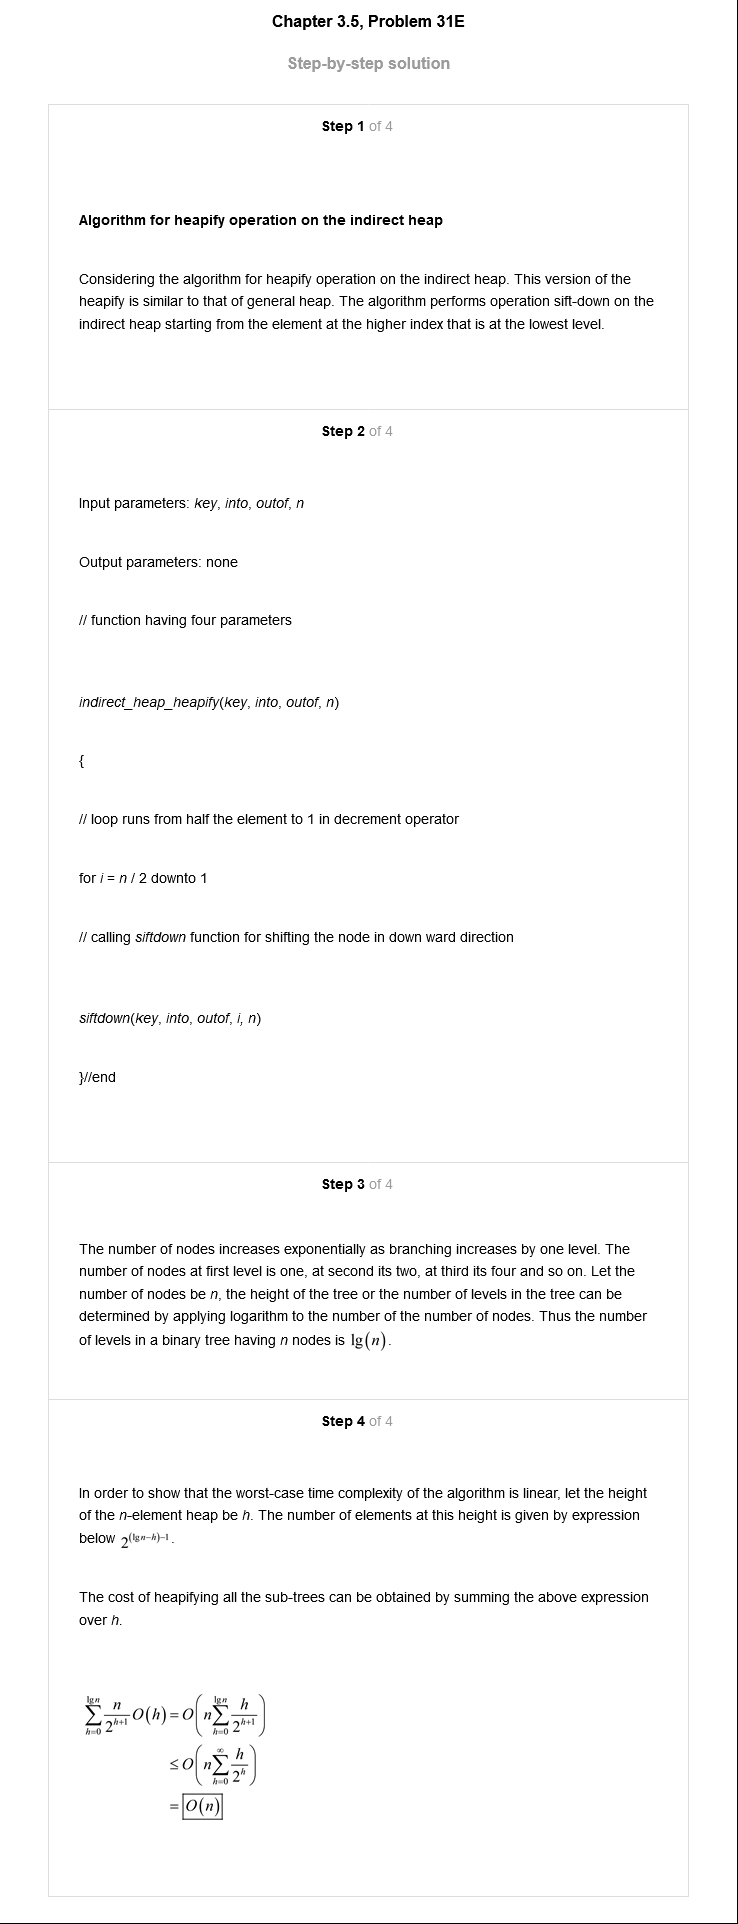 Chapter 3.5, Problem 31E
Step-by-step solution
Step 1 of 4
Algorithm for heapify operation on the indirect heap
Considering the algorithm for heapify operation on the indirect heap. This version of the
heapify is similar to that of general heap. The algorithm performs operation sift-down on the
indirect heap starting from the element at the higher index that is at the lowest level.
Step 2 of 4
Input parameters: key, into, outof, n
Output parameters: none
// function having four parameters
indirect_heap_heapify(key, into, outof, n)
{
// loop runs from half the element to 1 in decrement operator
for i = n / 2 downto 1
// calling siftdown function for shifting the node in down ward direction
siftdown(key, into, outof, i, n)
}//end
Step 3 of 4
The number of nodes increases exponentially as branching increases by one level. The
number of nodes at first level is one, at second its two, at third its four and so on. Let the
number of nodes be n, the height of the tree or the number of levels in the tree can be
determined by applying logarithm to the number of the number of nodes. Thus the number
of levels in a binary tree having n nodes is lg(n).
Step 4 of 4
In order to show that the worst-case time complexity of the algorithm is linear, let the height
of the n-element heap be h. The number of elements at this height is given by expression
below 2^{(lg n−h)−1}.
The cost of heapifying all the sub-trees can be obtained by summing the above expression
over h.
\sum_{h=0}^{lg n} \frac{n}{2^{h+1}} O(h) = O\left( n \sum_{h=0}^{lg n} \frac{h}{2^{h+1}} \right)
\le O\left( n \sum_{h=0}^{\infty} \frac{h}{2^{h}} \right)
= O(n)